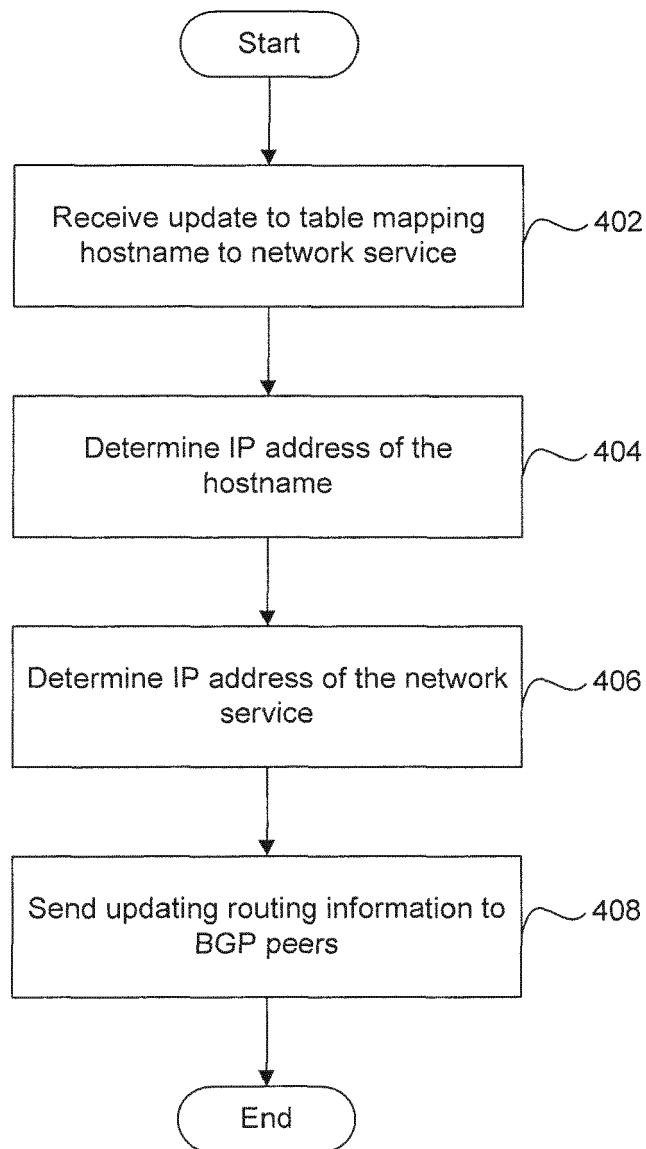 Start
Receive update to table mapping
hostname to network service
402
Determine IP address of the
hostname
404
Determine IP address of the network
service
406
Send updating routing information to
BGP peers
408
End